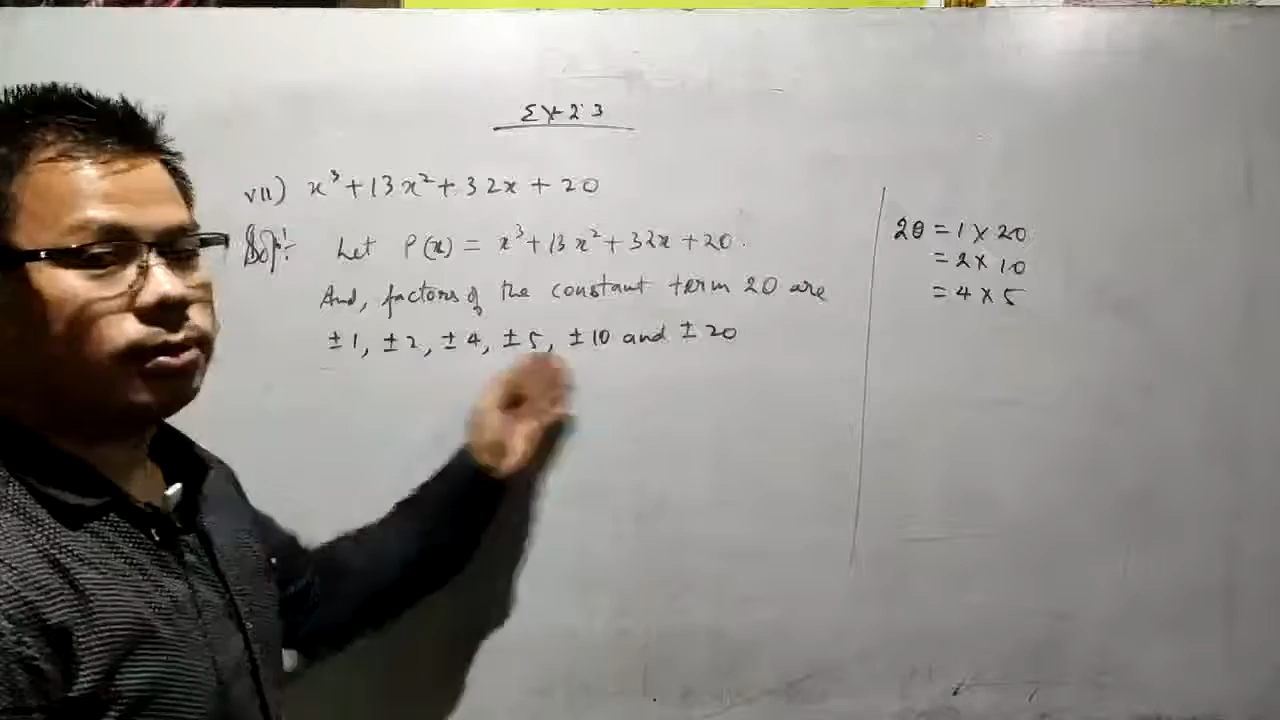 Ex 2.3
vii) x³+13x²+32x+20
Solⁿ: Let P(x) = x³+13x²+32x+20.
And, factors of the constant term 20 are
±1, ±2, ±4, ±5, ±10 and ±20
20 = 1×20
= 2×10
= 4×5